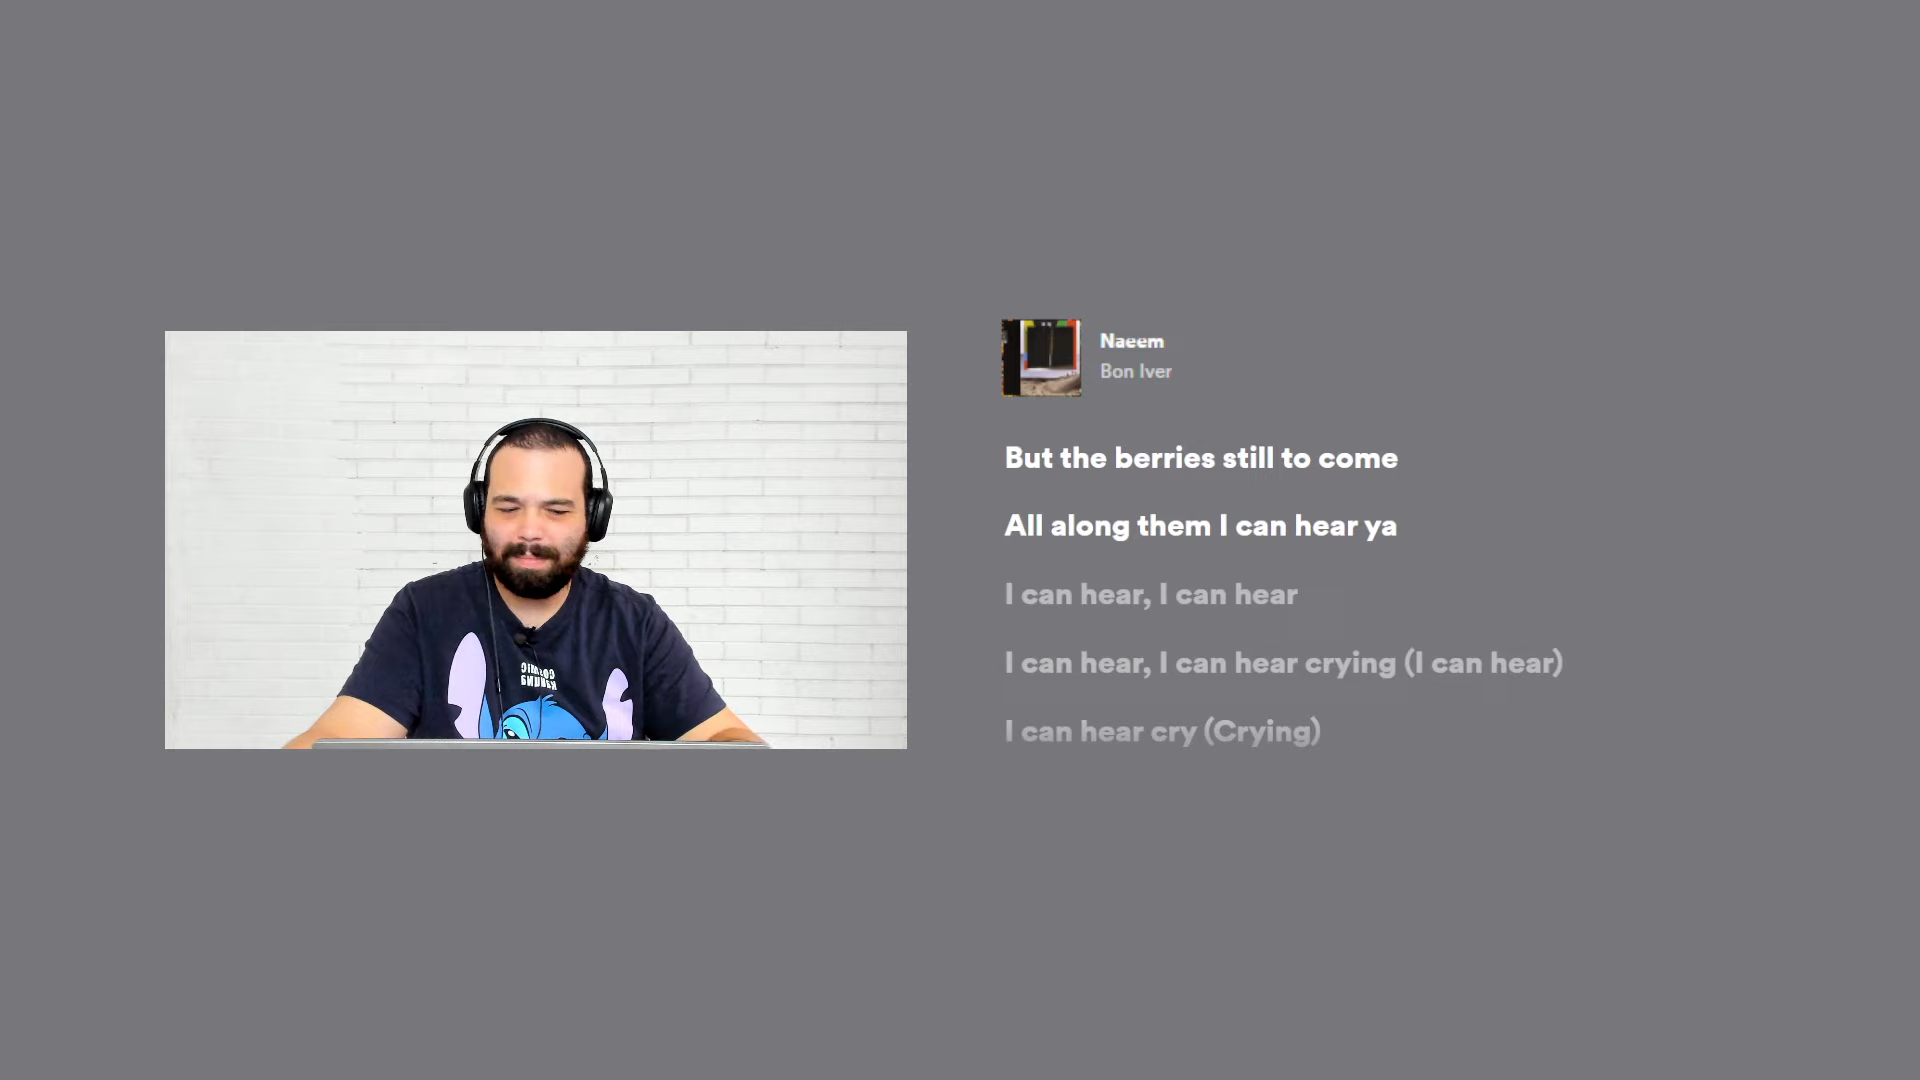 Naeem
Bon Iver
But the berries still to come
All along them I can hear ya
I can hear, I can hear
I can hear, I can hear crying (I can hear)
I can hear cry (Crying)